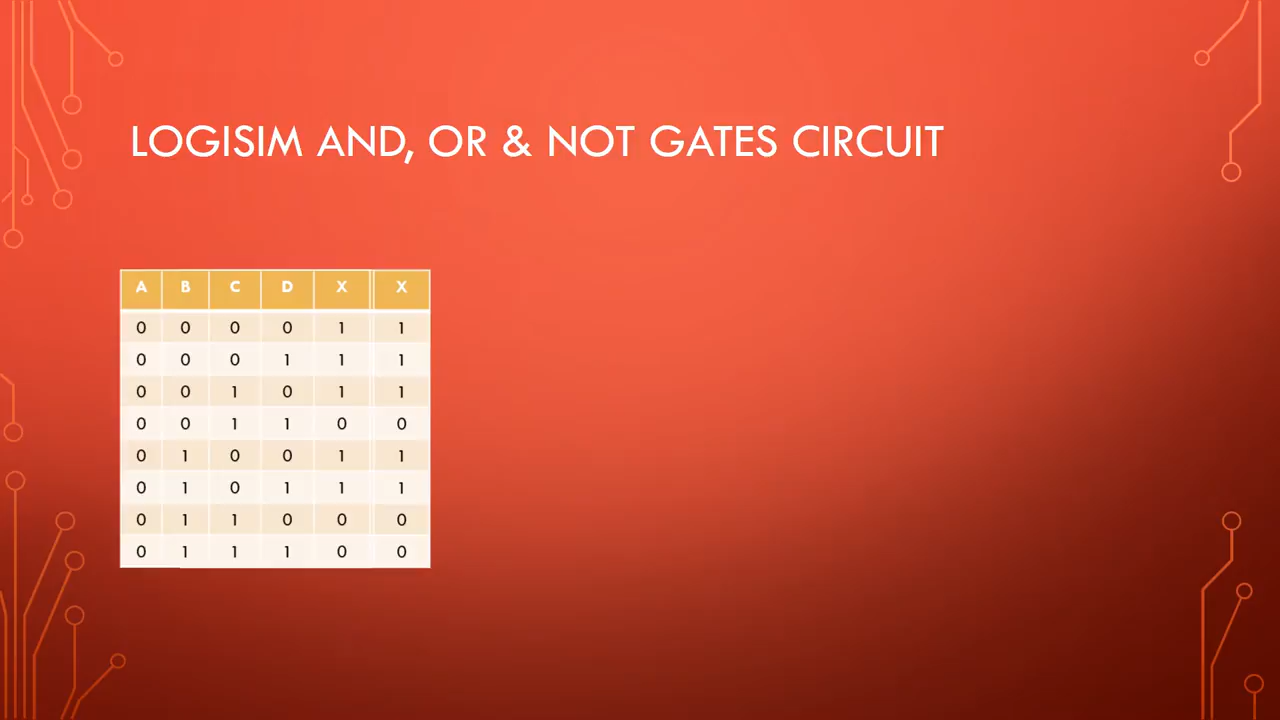 LOGISIM AND, OR & NOT GATES CIRCUIT
A B C D X X
0 0 0 0 1 1
0 0 0 1 1 1
0 0 1 0 1 1
0 0 1 1 0 0
0 1 0 0 1 1
0 1 0 1 1 1
0 1 1 0 0 0
0 1 1 1 0 0